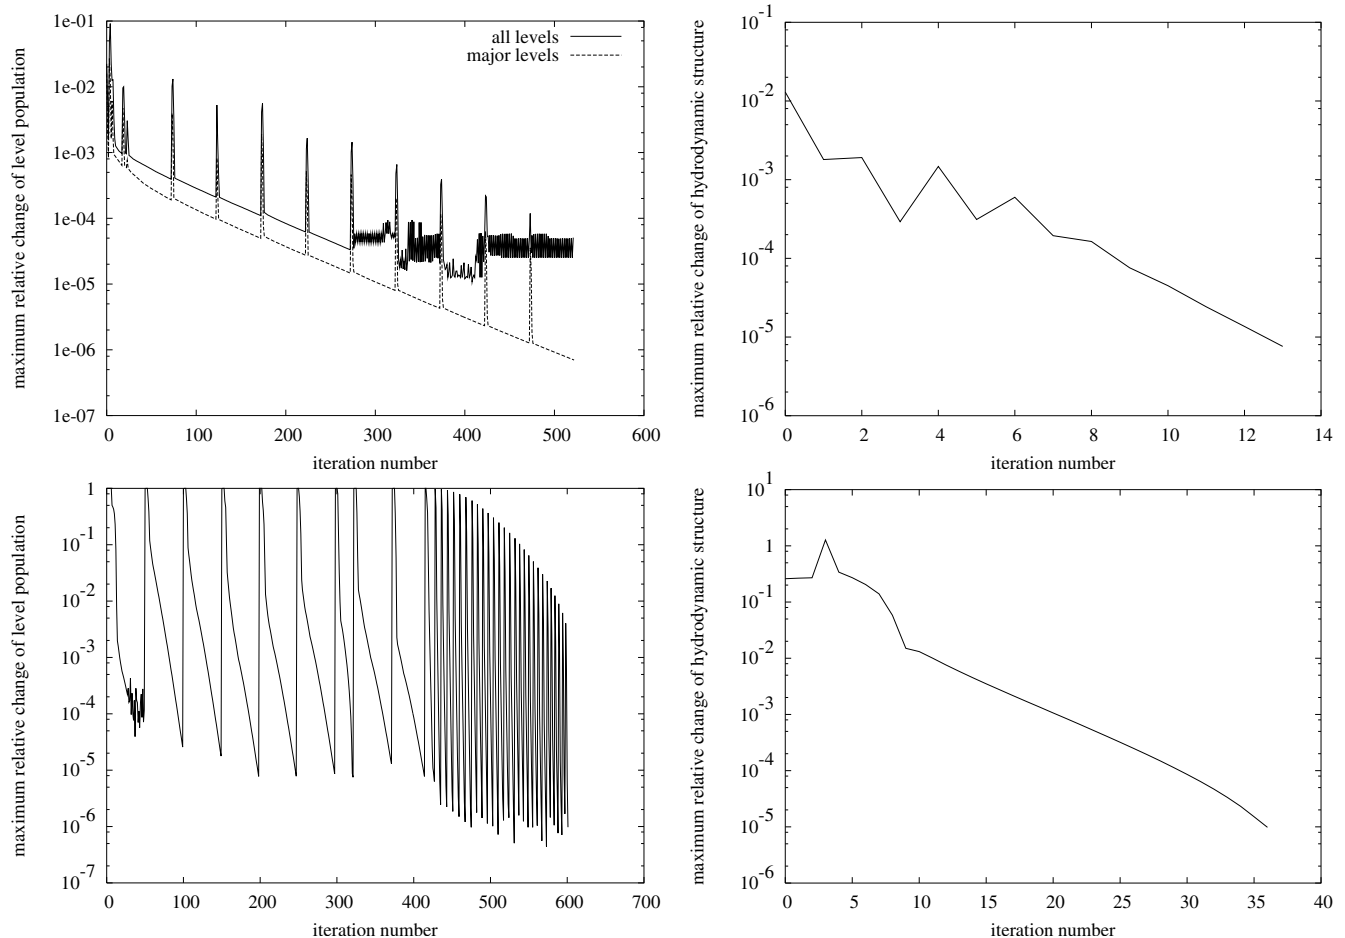 maximum relative change of level population
1e-01
1e-02
1e-03
1e-04
1e-05
1e-06
1e-07
all levels
major levels
0 100 200 300 400 500 600
iteration number
maximum relative change of hydrodynamic structure
10^-1
10^-2
10^-3
10^-4
10^-5
10^-6
0 2 4 6 8 10 12 14
iteration number
maximum relative change of level population
1
10^-1
10^-2
10^-3
10^-4
10^-5
10^-6
10^-7
0 100 200 300 400 500 600 700
iteration number
maximum relative change of hydrodynamic structure
10^1
1
10^-1
10^-2
10^-3
10^-4
10^-5
10^-6
0 5 10 15 20 25 30 35 40
iteration number